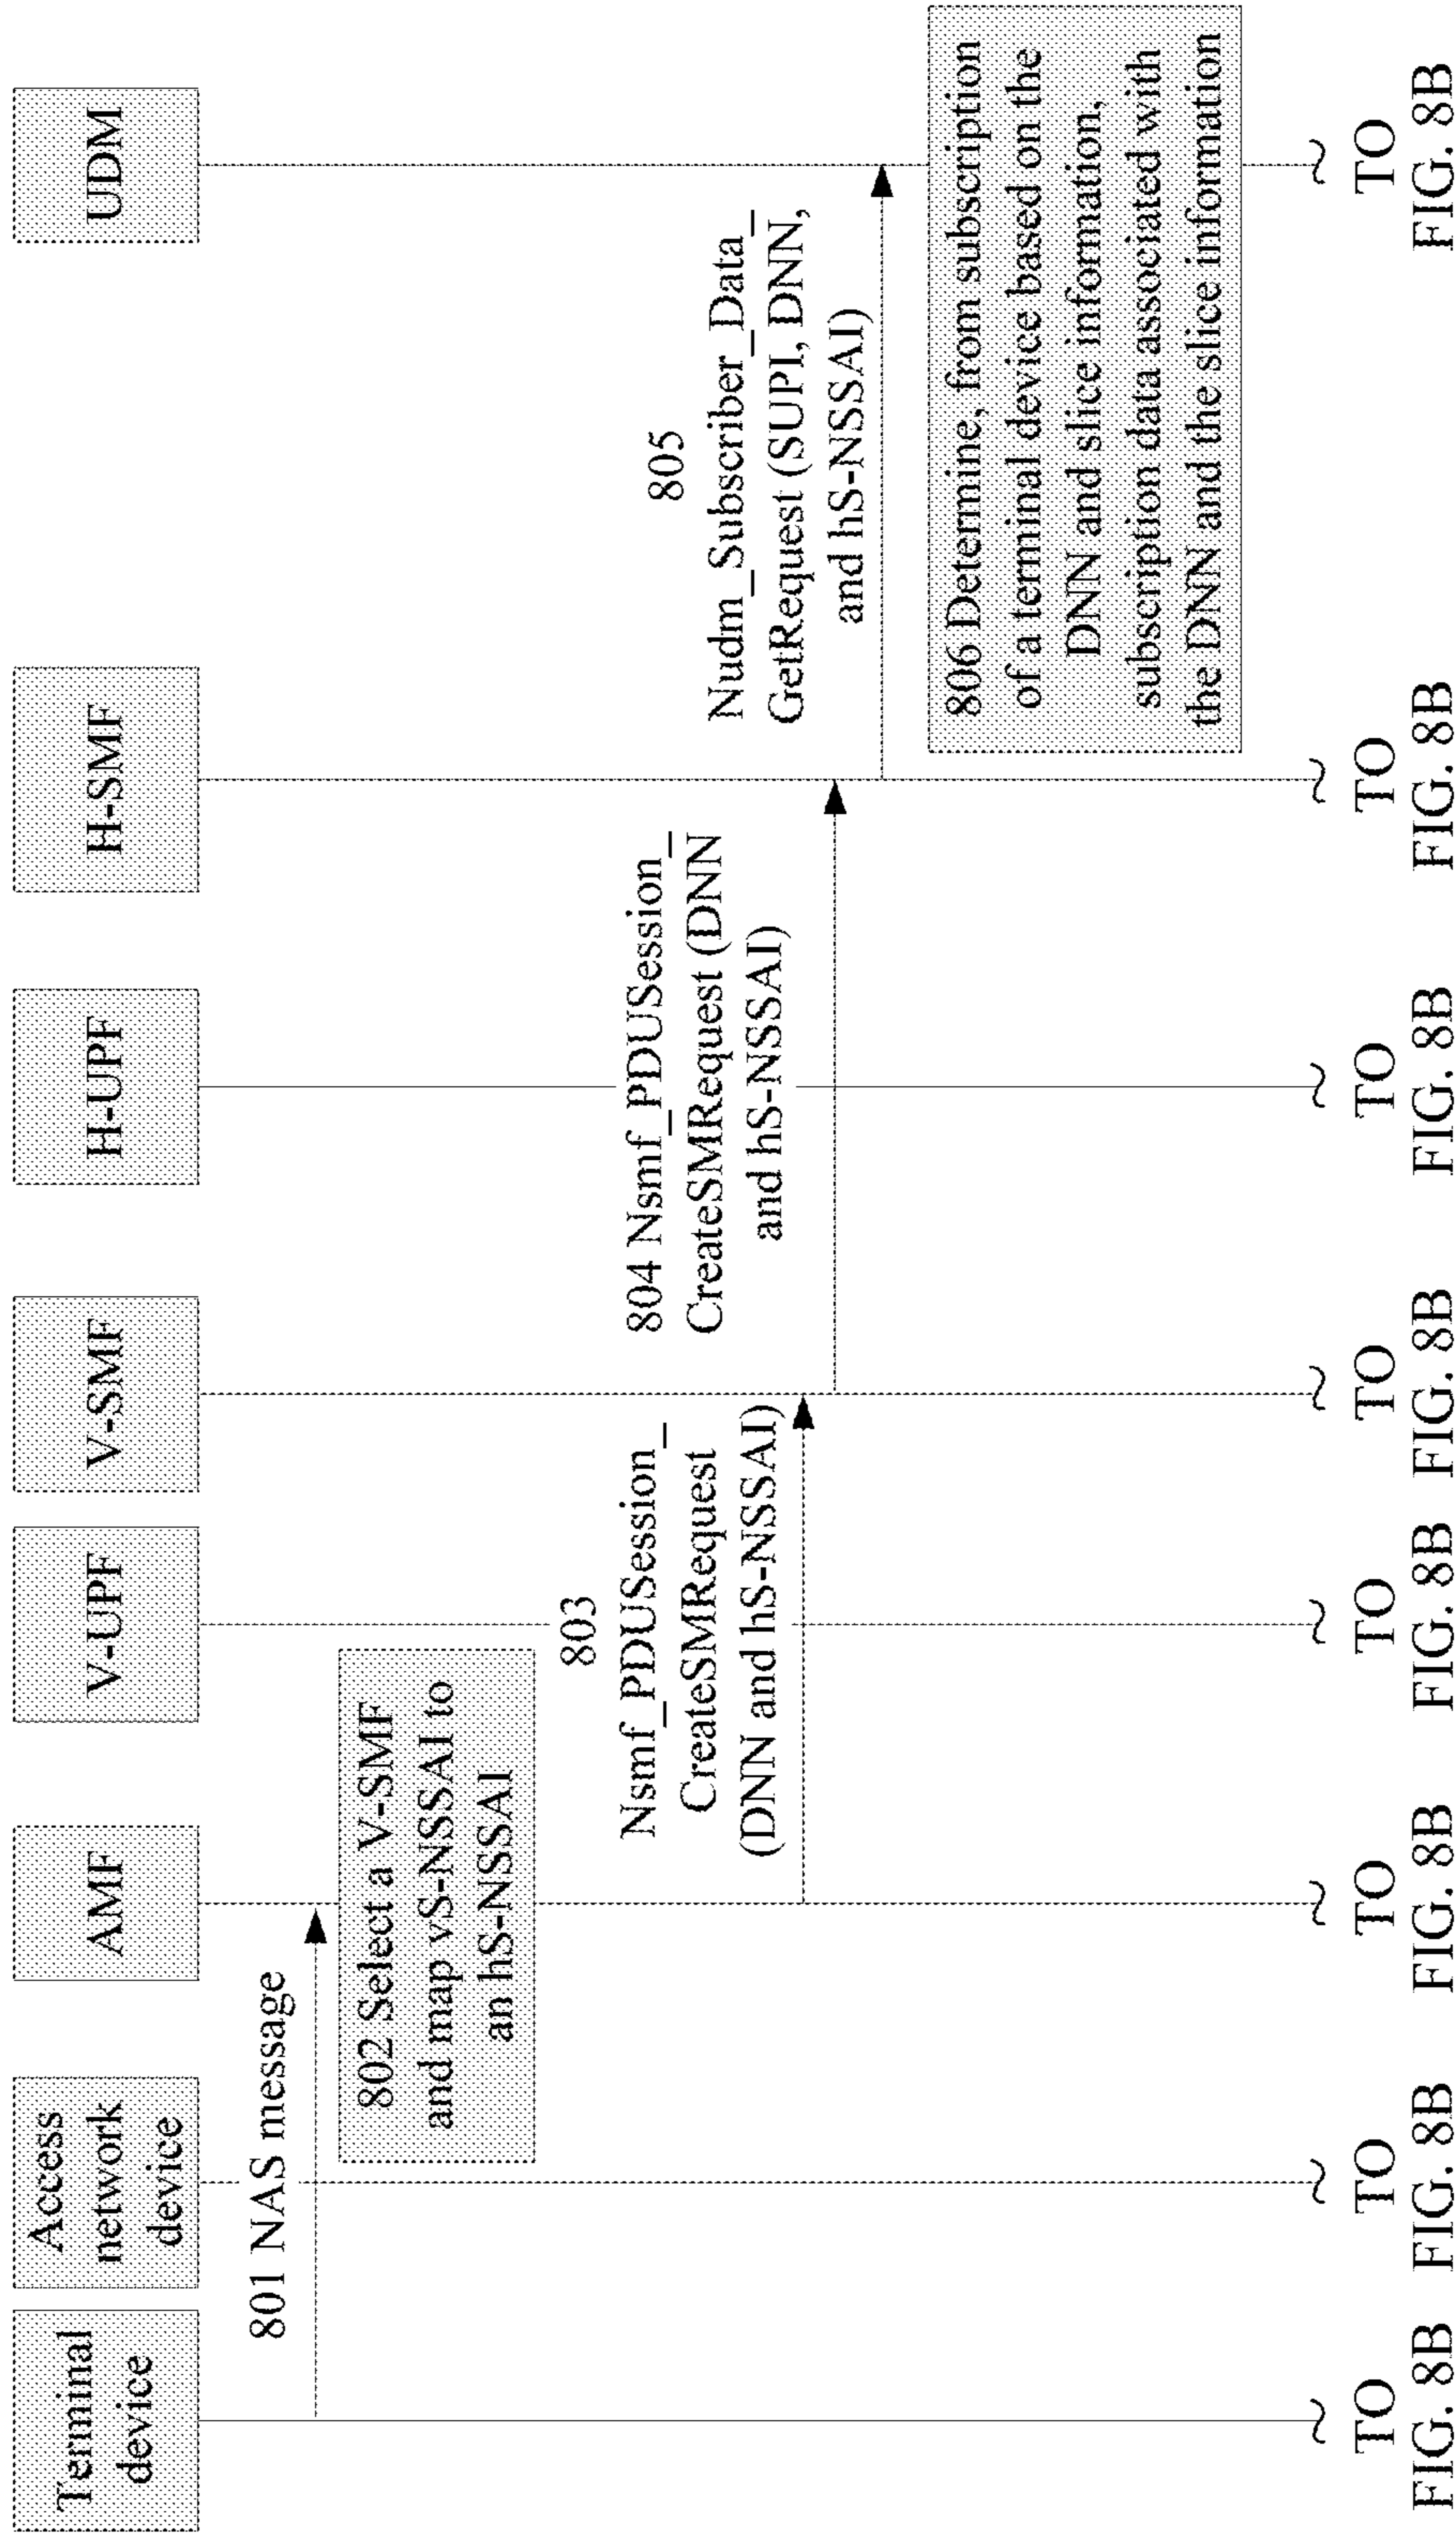 Terminal
device
Access
network
device
AMF
V-UPF
V-SMF
H-UPF
H-SMF
UDM
801 NAS message
802 Select a V-SMF
and map vS-NSSAI to
an hS-NSSAI
803
Nsmf_PDUSession_
CreateSMRequest
(DNN and hS-NSSAI)
804 Nsmf_PDUSession_
CreateSMRequest (DNN
and hS-NSSAI)
805
Nudm_Subscriber_Data_
GetRequest (SUPI, DNN,
and hS-NSSAI)
806 Determine, from subscription
of a terminal device based on the
DNN and slice information,
subscription data associated with
the DNN and the slice information
TO
FIG. 8B
TO
FIG. 8B
TO
FIG. 8B
TO
FIG. 8B
TO
FIG. 8B
TO
FIG. 8B
TO
FIG. 8B
TO
FIG. 8B